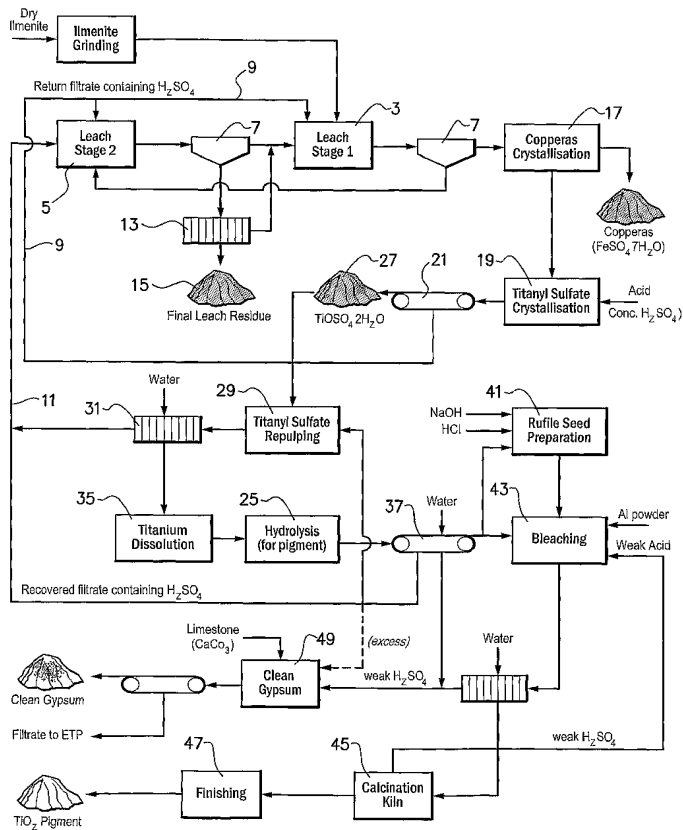 Dry
Ilmenite
Ilmenite
Grinding
Return filtrate containing H2SO4
9
3
17
Leach
Stage 2
7
Leach
Stage 1
7
Copperas
Crystallisation
5
13
9
Copperas
(FeSO4 7H2O)
15
Final Leach Residue
27
21
19
TiOSO4 2H2O
Titanyl Sulfate
Crystallisation
Acid
Conc. H2SO4)
Water
11
31
29
Titanyl Sulfate
Repulping
41
NaOH
HCl
Rufile Seed
Preparation
35
Titanium
Dissolution
25
Hydrolysis
(for pigment)
37
Water
43
Bleaching
Al powder
Weak Acid
Recovered filtrate containing H2SO4
Limestone
(CaCo3)
49
(excess)
Water
Clean Gypsum
Clean
Gypsum
weak H2SO4
Filtrate to ETP
47
45
weak H2SO4
TiO2 Pigment
Finishing
Calcination
Kiln